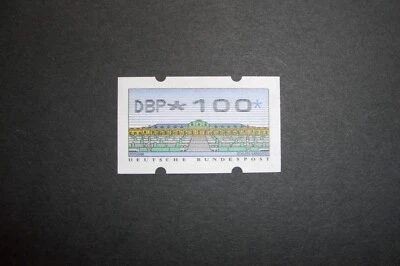 DBP*100*
DEUTSCHE BUNDESPOST